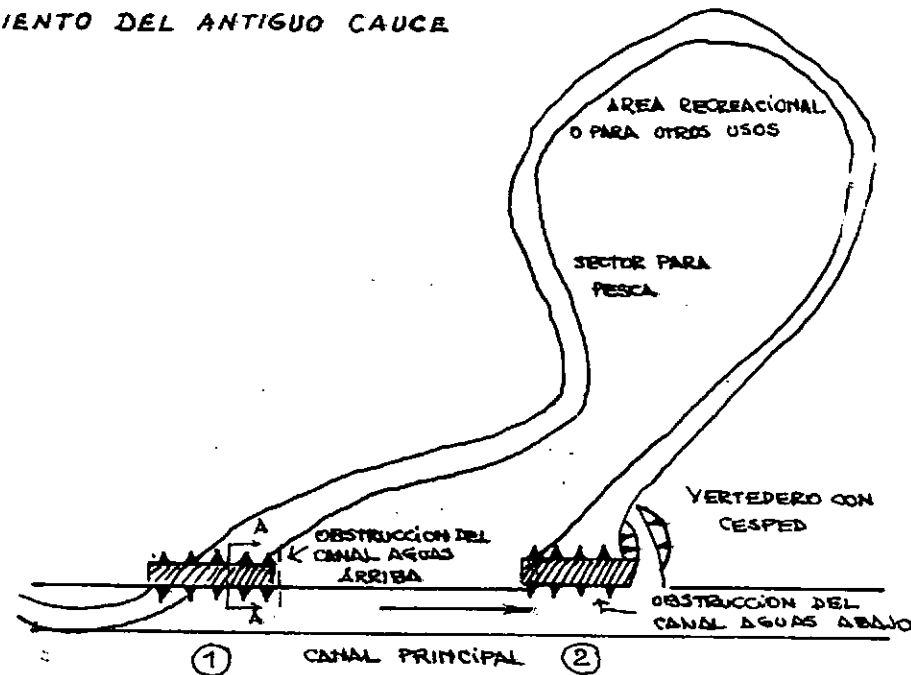 IENTO DEL ANTIGUO CAUCE
AREA RECREACIONAL
O PARA OTROS USOS
SECTOR PARA
PESCA
VERTEDERO CON
CESPED
A
OBSTRUCCION DEL
CANAL AGUAS
ARRIBA
A
OBSTRUCCION DEL
CANAL AGUAS ABAJO
1 CANAL PRINCIPAL 2